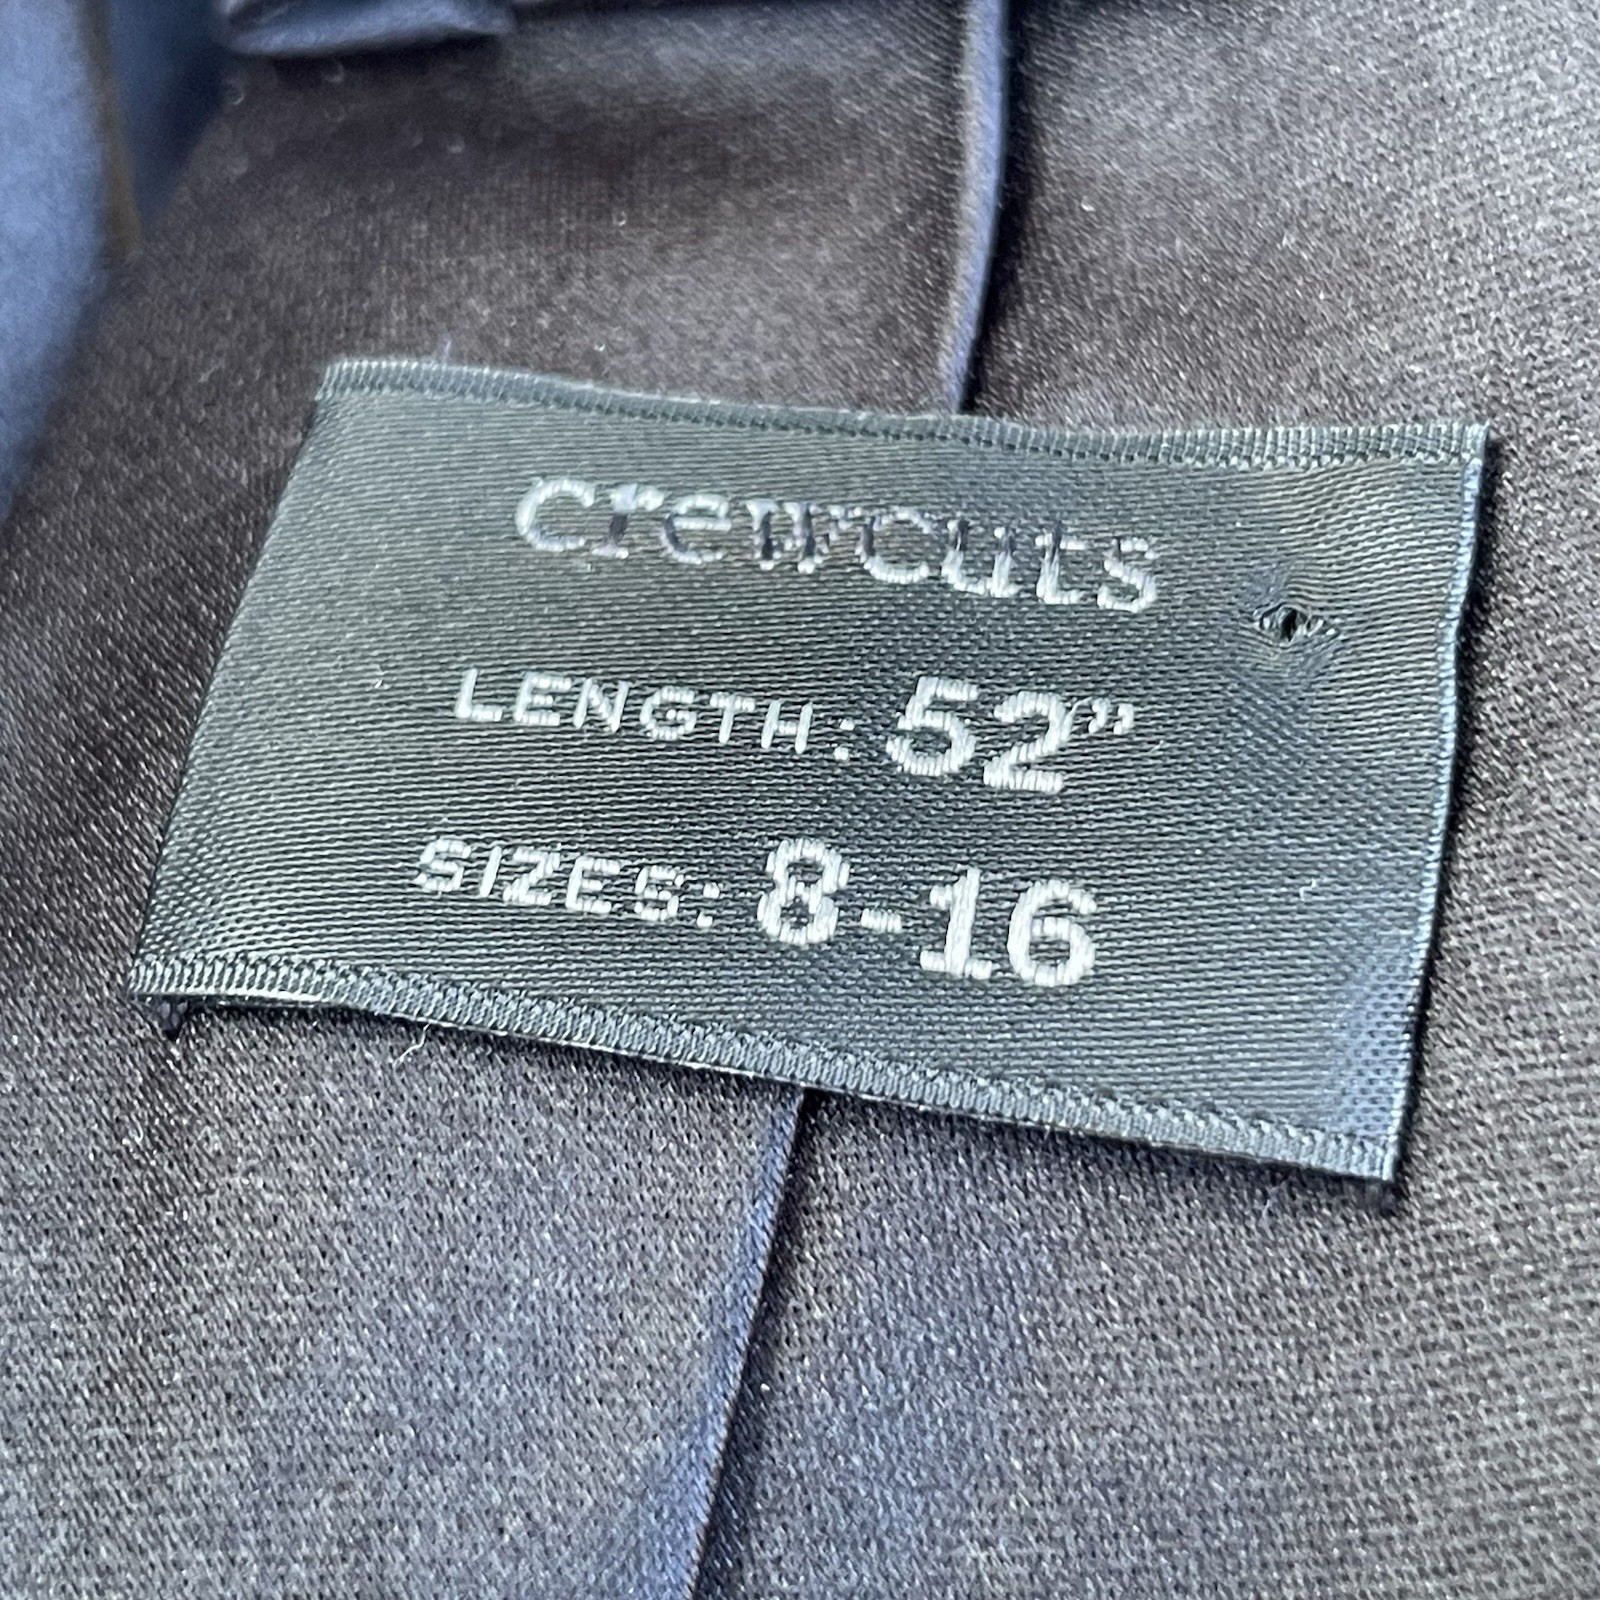 crewcuts
LENGTH: 52”
SIZES: 8-16